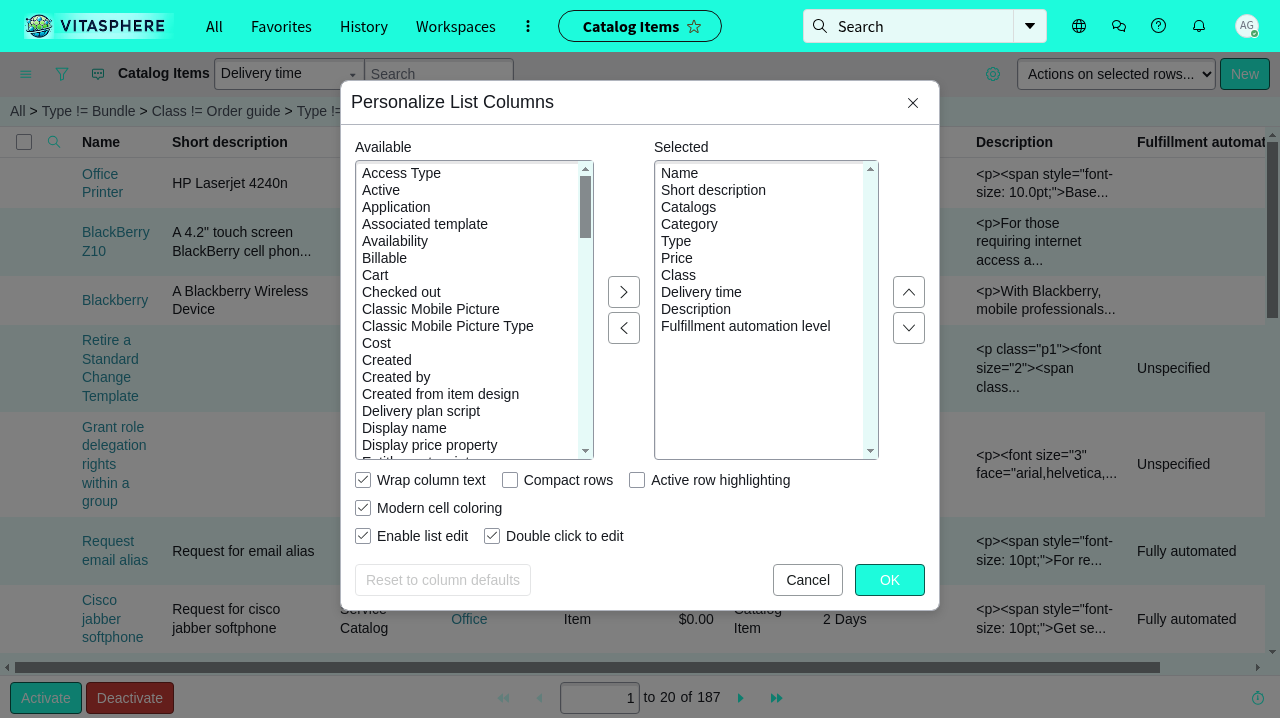 VITASPHERE
All
Favorites
History
Workspaces
Catalog Items
Search
AG
Catalog Items
Delivery time
Search
Actions on selected rows...
New
All > Type != Bundle > Class != Order guide > Type !=
Name
Short description
Description
Fulfillment automat
Office
Printer
HP Laserjet 4240n
<p><span style="font-
size: 10.0pt;">Base...
BlackBerry
Z10
A 4.2" touch screen
BlackBerry cell phon...
<p>For those
requiring internet
access a...
Blackberry
A Blackberry Wireless
Device
<p>With Blackberry,
mobile professionals...
Retire a
Standard
Change
Template
<p class="p1"><font
size="2"><span
class...
Unspecified
Grant role
delegation
rights
within a
group
<p><font size="3"
face="arial,helvetica,...
Unspecified
Request
email alias
Request for email alias
<p><span style="font-
size: 10pt;">For re...
Fully automated
Cisco
jabber
softphone
Request for cisco
jabber softphone
Service
Catalog
Office
Item
$0.00
Catalog
Item
2 Days
<p><span style="font-
size: 10pt;">Get se...
Fully automated
Activate
Deactivate
1
to 20 of 187
Personalize List Columns
Available
Access Type
Active
Application
Associated template
Availability
Billable
Cart
Checked out
Classic Mobile Picture
Classic Mobile Picture Type
Cost
Created
Created by
Created from item design
Delivery plan script
Display name
Display price property
Selected
Name
Short description
Catalogs
Category
Type
Price
Class
Delivery time
Description
Fulfillment automation level
Wrap column text
Compact rows
Active row highlighting
Modern cell coloring
Enable list edit
Double click to edit
Reset to column defaults
Cancel
OK